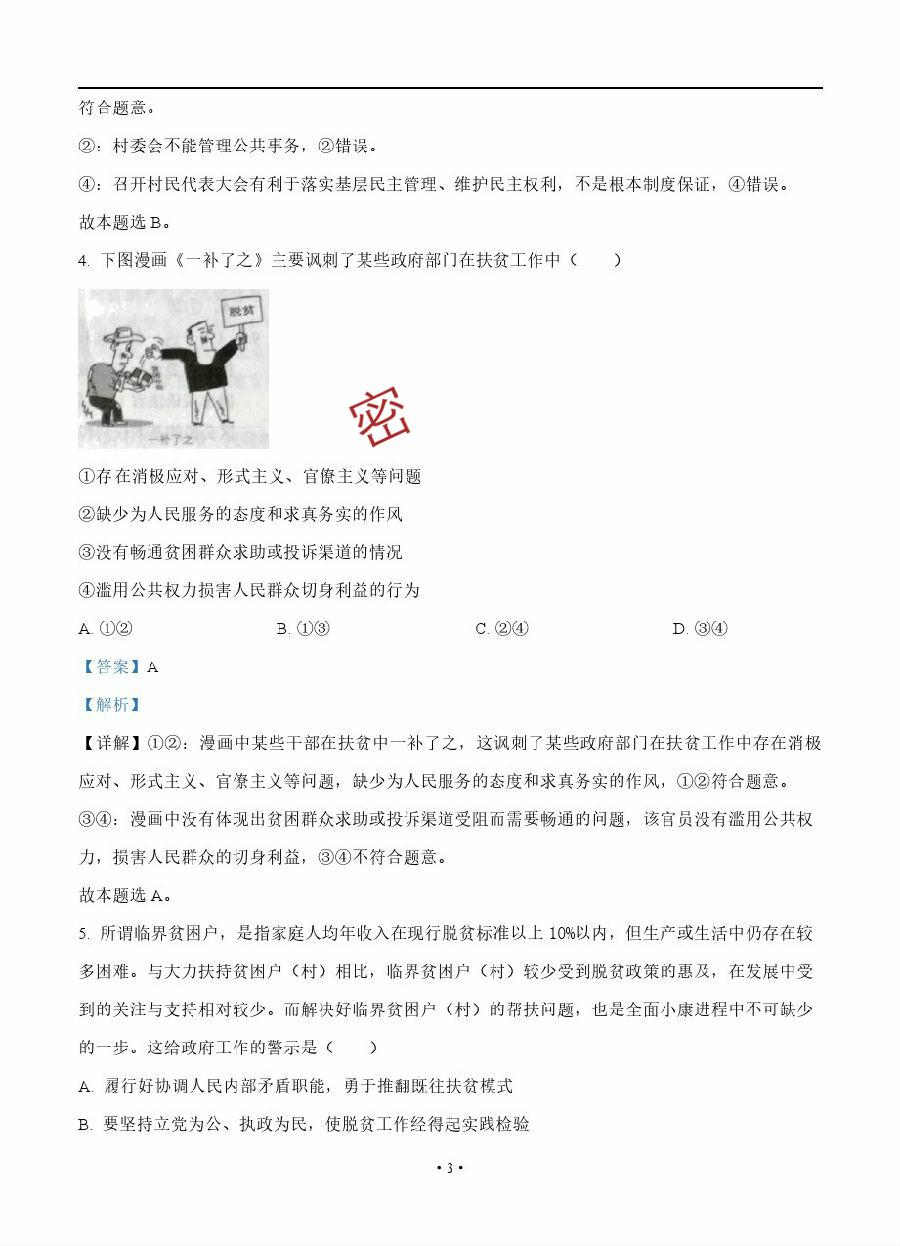 符合题意。
②：村委会不能管理公共事务，②错误。
④：召开村民代表大会有利于落实基层民主管理、维护民主权利，不是根本制度保证，④错误。
故本题选 B。
4. 下图漫画《一补了之》主要讽刺了某些政府部门在扶贫工作中（　　）
脱贫
一补了之
密
①存在消极应对、形式主义、官僚主义等问题
②缺少为人民服务的态度和求真务实的作风
③没有畅通贫困群众求助或投诉渠道的情况
④滥用公共权力损害人民群众切身利益的行为
A. ①② B. ①③ C. ②④ D. ③④
【答案】A
【解析】
【详解】①②：漫画中某些干部在扶贫中一补了之，这讽刺了某些政府部门在扶贫工作中存在消极
应对、形式主义、官僚主义等问题，缺少为人民服务的态度和求真务实的作风，①②符合题意。
③④：漫画中没有体现出贫困群众求助或投诉渠道受阻而需要畅通的问题，该官员没有滥用公共权
力，损害人民群众的切身利益，③④不符合题意。
故本题选 A。
5. 所谓临界贫困户，是指家庭人均年收入在现行脱贫标准以上 10%以内，但生产或生活中仍存在较
多困难。与大力扶持贫困户（村）相比，临界贫困户（村）较少受到脱贫政策的惠及，在发展中受
到的关注与支持相对较少。而解决好临界贫困户（村）的帮扶问题，也是全面小康进程中不可缺少
的一步。这给政府工作的警示是（　　）
A. 履行好协调人民内部矛盾职能，勇于推翻既往扶贫模式
B. 要坚持立党为公、执政为民，使脱贫工作经得起实践检验
• 3 •